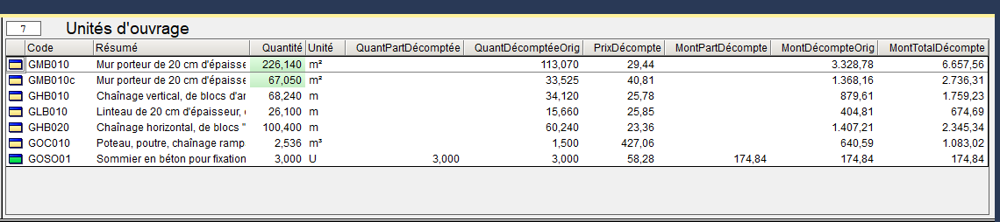 7 Unités d'ouvrage
Code Résumé Quantité Unité QuantPartDécomptée QuantDécomptéeOrig PrixDécompte MontPartDécompte MontDécompteOrig MontTotalDécompte
GMB010 Mur porteur de 20 cm d'épaisse 226,140 m² 113,070 29,44 3.328,78 6.657,56
GMB010c Mur porteur de 20 cm d'épaisse 67,050 m² 33,525 40,81 1.368,16 2.736,31
GHB010 Chaînage vertical, de blocs d'ar 68,240 m 34,120 25,78 879,61 1.759,23
GLB010 Linteau de 20 cm d'épaisseur, 26,100 m 15,660 25,85 404,81 674,69
GHB020 Chaînage horizontal, de blocs " 100,400 m 60,240 23,36 1.407,21 2.345,34
GOC010 Poteau, poutre, chaînage ramp 2,536 m³ 1,500 427,06 640,59 1.083,02
GOSO01 Sommier en béton pour fixation 3,000 U 3,000 3,000 58,28 174,84 174,84 174,84